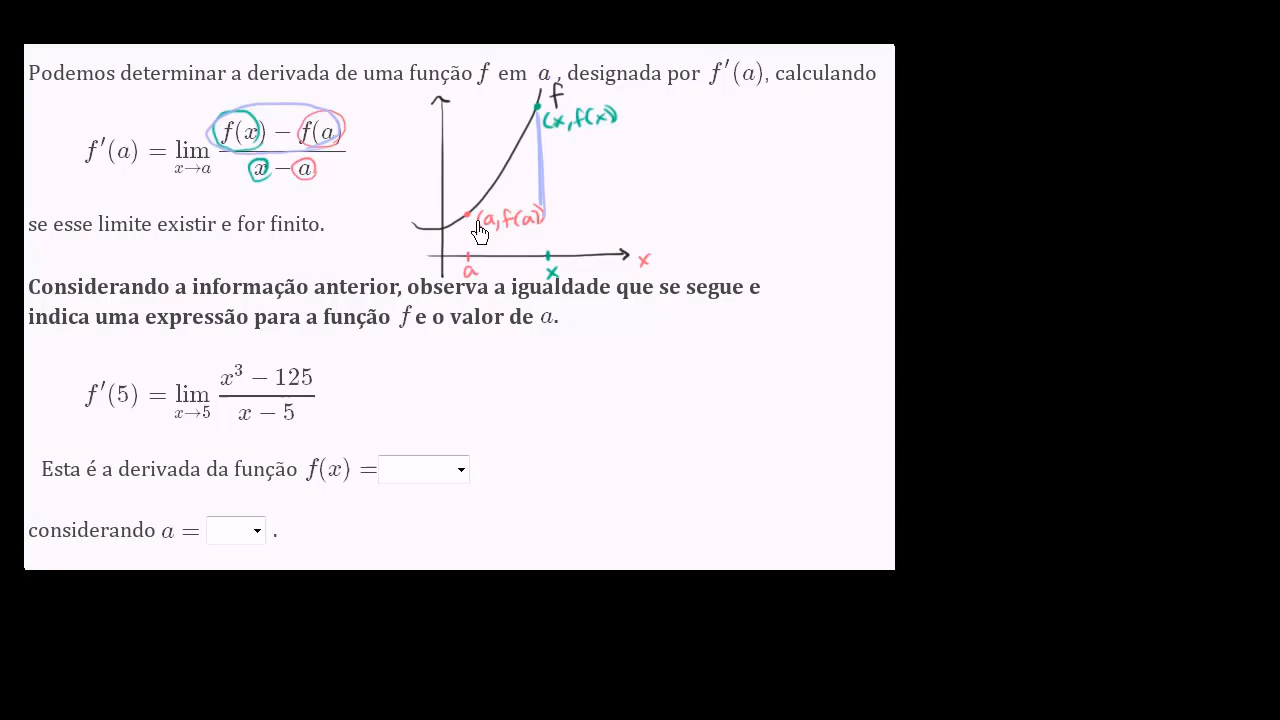 Podemos determinar a derivada de uma função f em a, designada por f′(a), calculando
f
(x, f(x))
f′(a) = lim x→a (f(x) − f(a)) / (x − a)
(a, f(a))
se esse limite existir e for finito.
x
a x
Considerando a informação anterior, observa a igualdade que se segue e
indica uma expressão para a função f e o valor de a.
f′(5) = lim x→5 (x³ − 125) / (x − 5)
Esta é a derivada da função f(x) =
considerando a = .